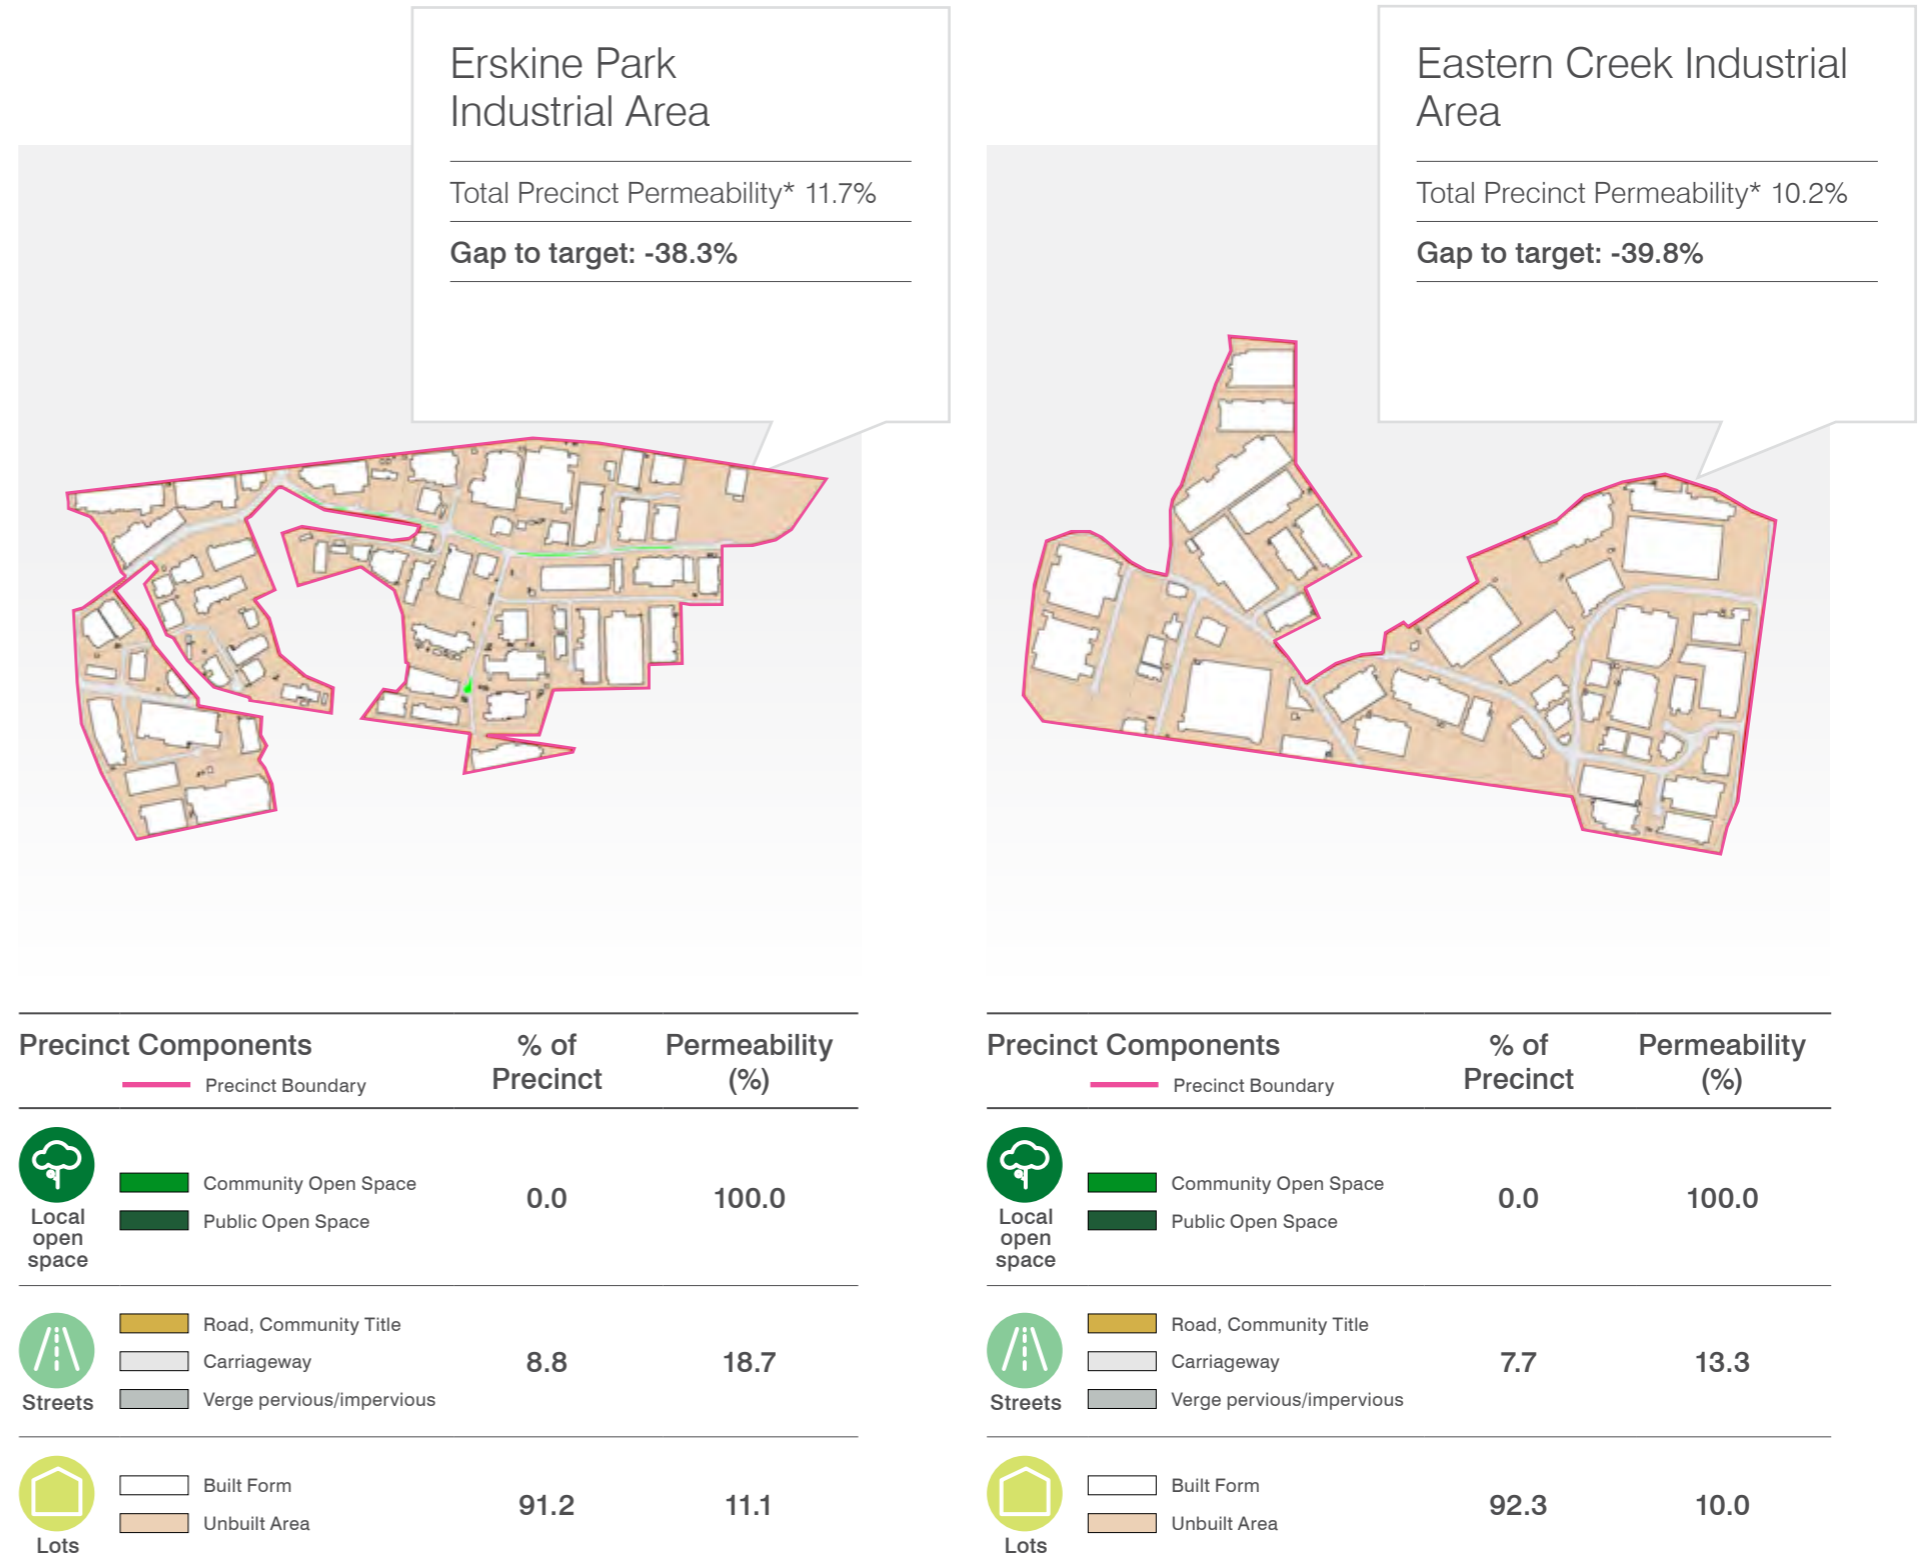 Erskine Park
Industrial Area
Total Precinct Permeability* 11.7%
Gap to target: -38.3%
Eastern Creek Industrial
Area
Total Precinct Permeability* 10.2%
Gap to target: -39.8%
Precinct Components
% of
Precinct
Permeability
(%)
Precinct Boundary
Local
open
space
Community Open Space
Public Open Space
0.0
100.0
Streets
Road, Community Title
Carriageway
Verge pervious/impervious
8.8
18.7
Lots
Built Form
Unbuilt Area
91.2
11.1
Precinct Components
% of
Precinct
Permeability
(%)
Precinct Boundary
Local
open
space
Community Open Space
Public Open Space
0.0
100.0
Streets
Road, Community Title
Carriageway
Verge pervious/impervious
7.7
13.3
Lots
Built Form
Unbuilt Area
92.3
10.0